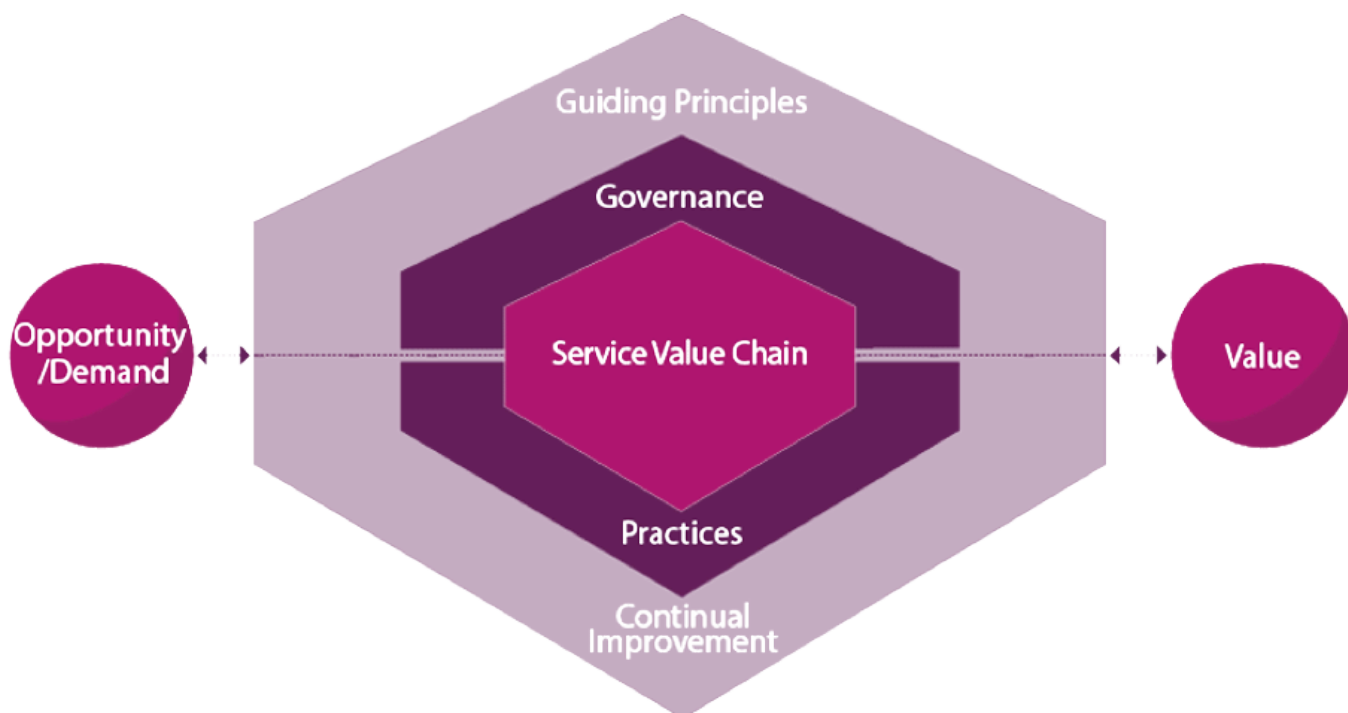 Guiding Principles
Governance
Opportunity
/Demand
Service Value Chain
Value
Practices
Continual
Improvement